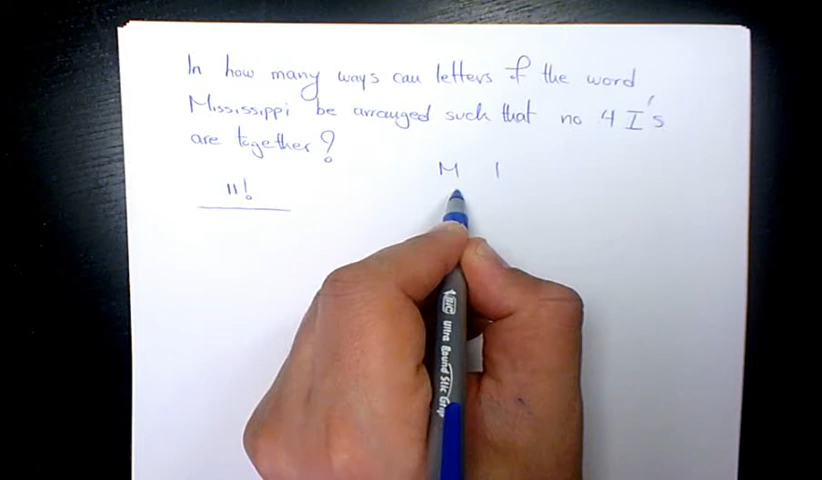 In how many ways can letters of the word
Mississippi be arranged such that no 4 I's
are together?
M I
11!
BIC Ultra Round Stic Grip